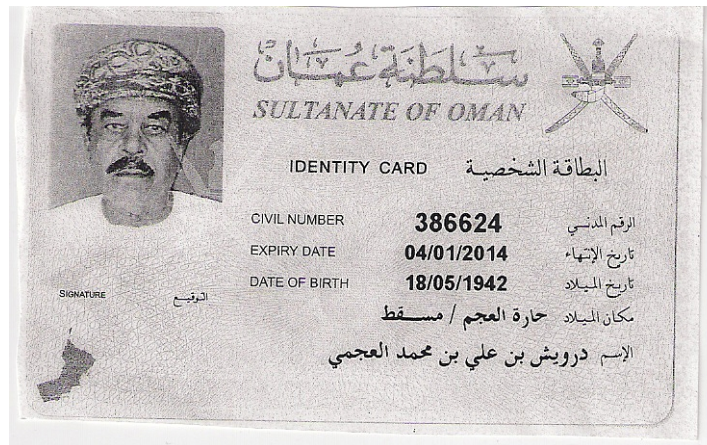 سلطنة عمان
SULTANATE OF OMAN
IDENTITY CARD البطاقة الشخصية
CIVIL NUMBER 386624 الرقم المدني
EXPIRY DATE 04/01/2014 تاريخ الإنتهاء
DATE OF BIRTH 18/05/1942 تاريخ الميلاد
SIGNATURE التوقيع
مكان الميلاد حارة العجم / مسقط
الإسم درويش بن علي بن محمد العجمي